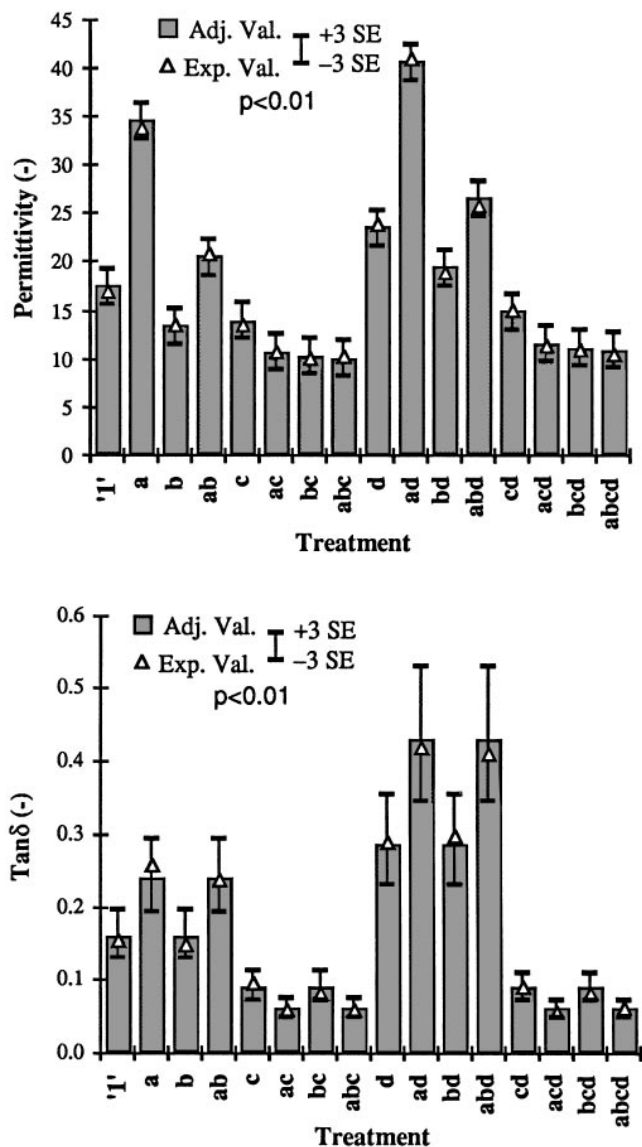 Adj. Val.
+3 SE
Exp. Val.
–3 SE
p<0.01
45
40
35
30
25
20
15
10
5
0
Permittivity (-)
'1'
a
b
ab
c
ac
bc
abc
d
ad
bd
abd
cd
acd
bcd
abcd
Treatment
Adj. Val.
+3 SE
Exp. Val.
–3 SE
p<0.01
0.6
0.5
0.4
0.3
0.2
0.1
0.0
Tanδ (-)
'1'
a
b
ab
c
ac
bc
abc
d
ad
bd
abd
cd
acd
bcd
abcd
Treatment